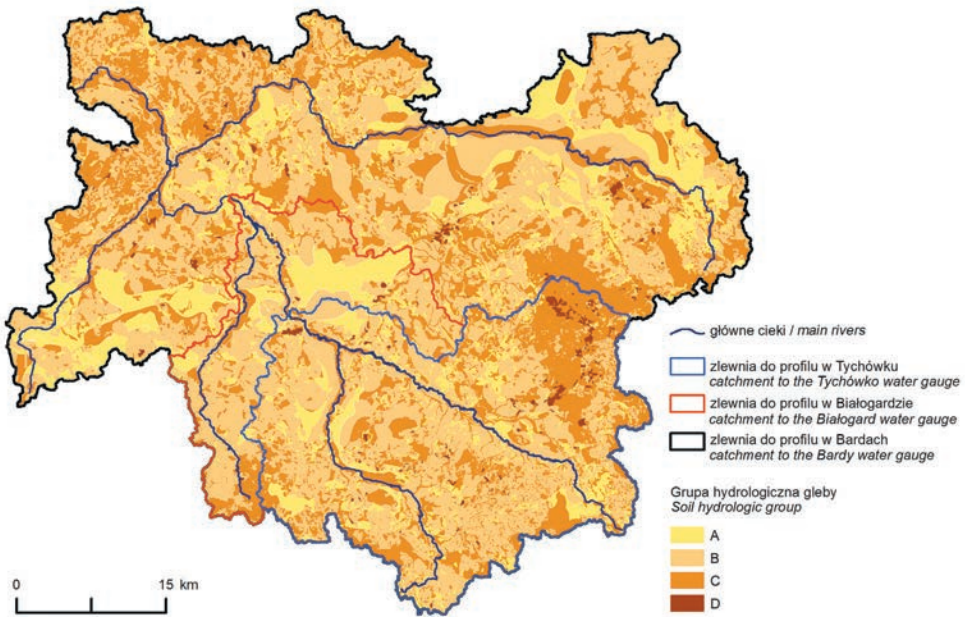 główne cieki / main rivers
zlewnia do profilu w Tychówku
catchment to the Tychówko water gauge
zlewnia do profilu w Białogardzie
catchment to the Białogard water gauge
zlewnia do profilu w Bardach
catchment to the Bardy water gauge
Grupa hydrologiczna gleby
Soil hydrologic group
A
B
C
D
0 15 km